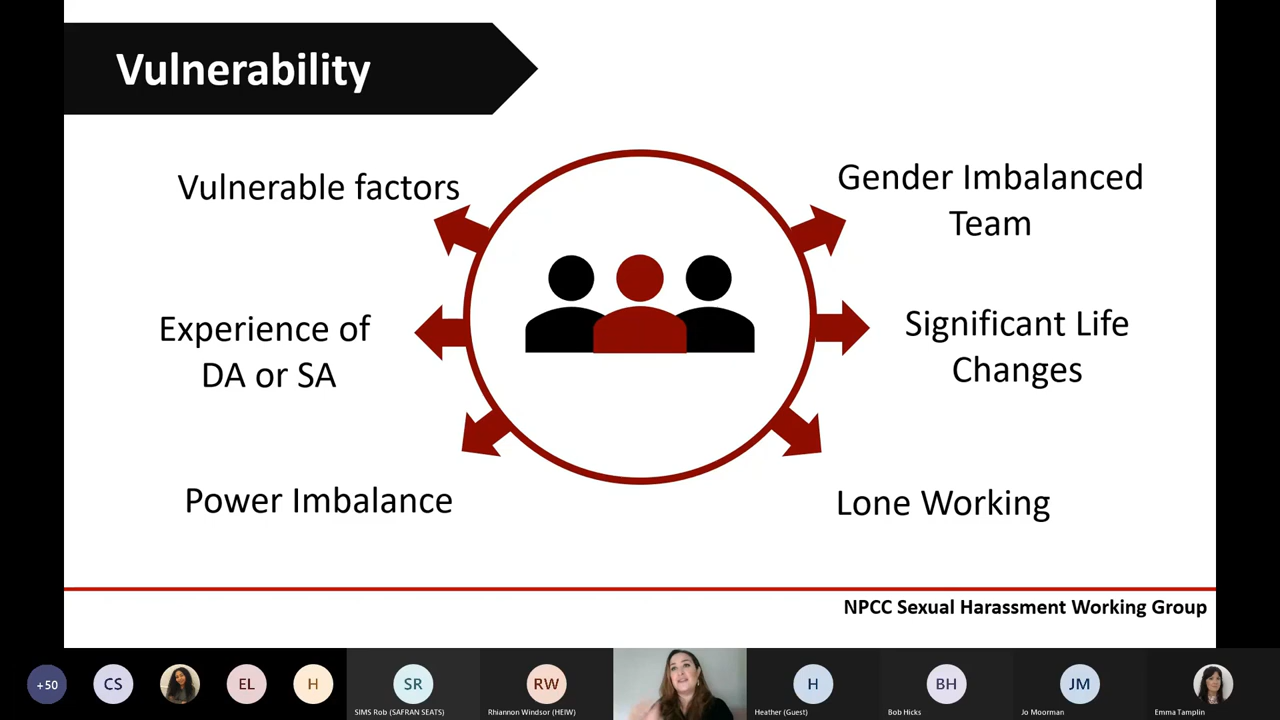 Vulnerability
Vulnerable factors
Gender Imbalanced
Team
Experience of
DA or SA
Significant Life
Changes
Power Imbalance
Lone Working
NPCC Sexual Harassment Working Group
+50
CS
EL
H
SR
RW
H
BH
JM
SIMS Rob (SAFRAN SEATS)
Rhiannon Windsor (HEIW)
Heather (Guest)
Bob Hicks
Jo Moorman
Emma Tamplin